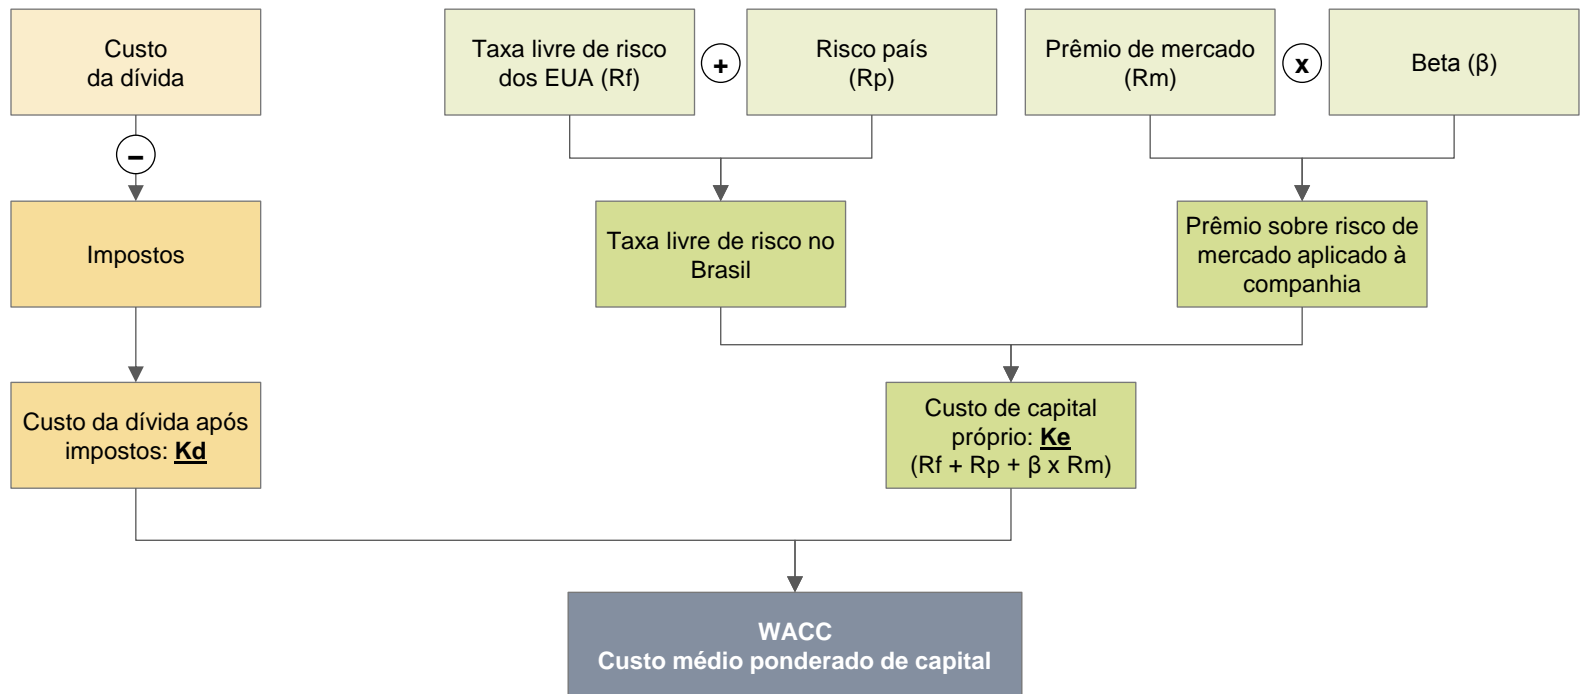 Custo
da dívida
Taxa livre de risco
dos EUA (Rf)
+
Risco país
(Rp)
Prêmio de mercado
(Rm)
x
Beta (β)
–
Impostos
Taxa livre de risco no
Brasil
Prêmio sobre risco de
mercado aplicado à
companhia
Custo da dívida após
impostos: Kd
Custo de capital
próprio: Ke
(Rf + Rp + β x Rm)
WACC
Custo médio ponderado de capital